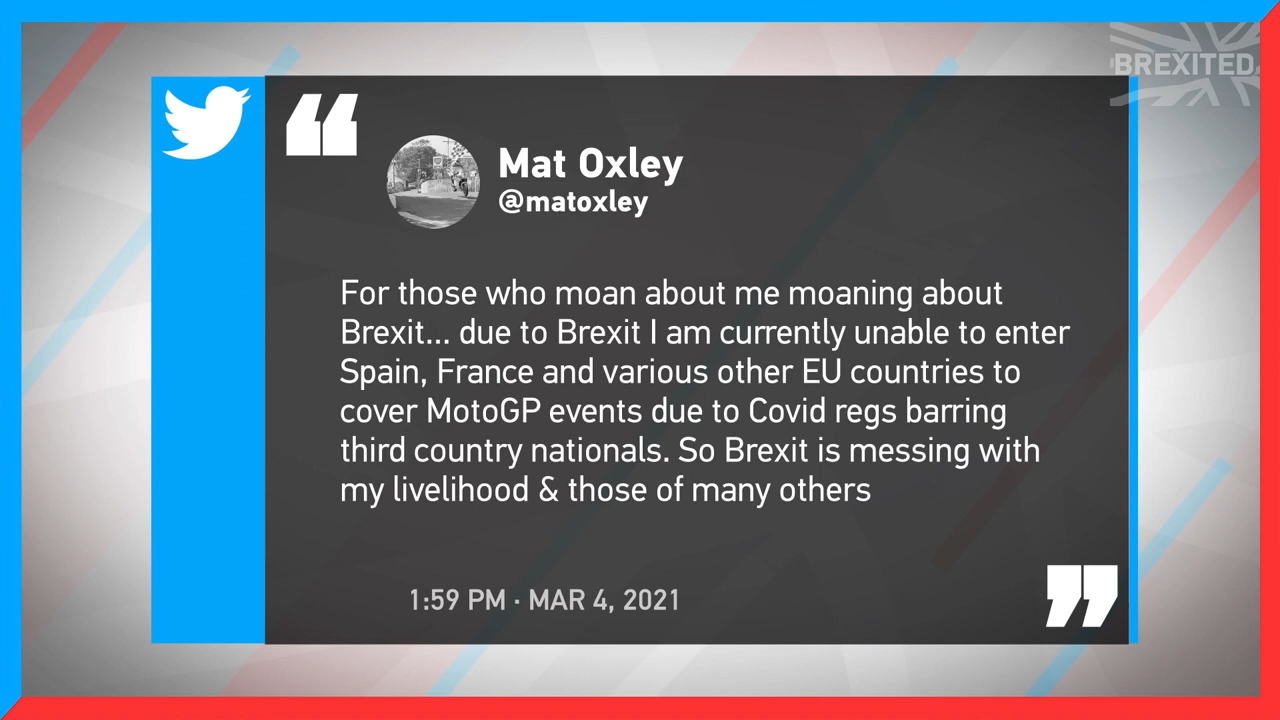 BREXITED
“
Mat Oxley
@matoxley
For those who moan about me moaning about
Brexit... due to Brexit I am currently unable to enter
Spain, France and various other EU countries to
cover MotoGP events due to Covid regs barring
third country nationals. So Brexit is messing with
my livelihood & those of many others
1:59 PM · MAR 4, 2021
”